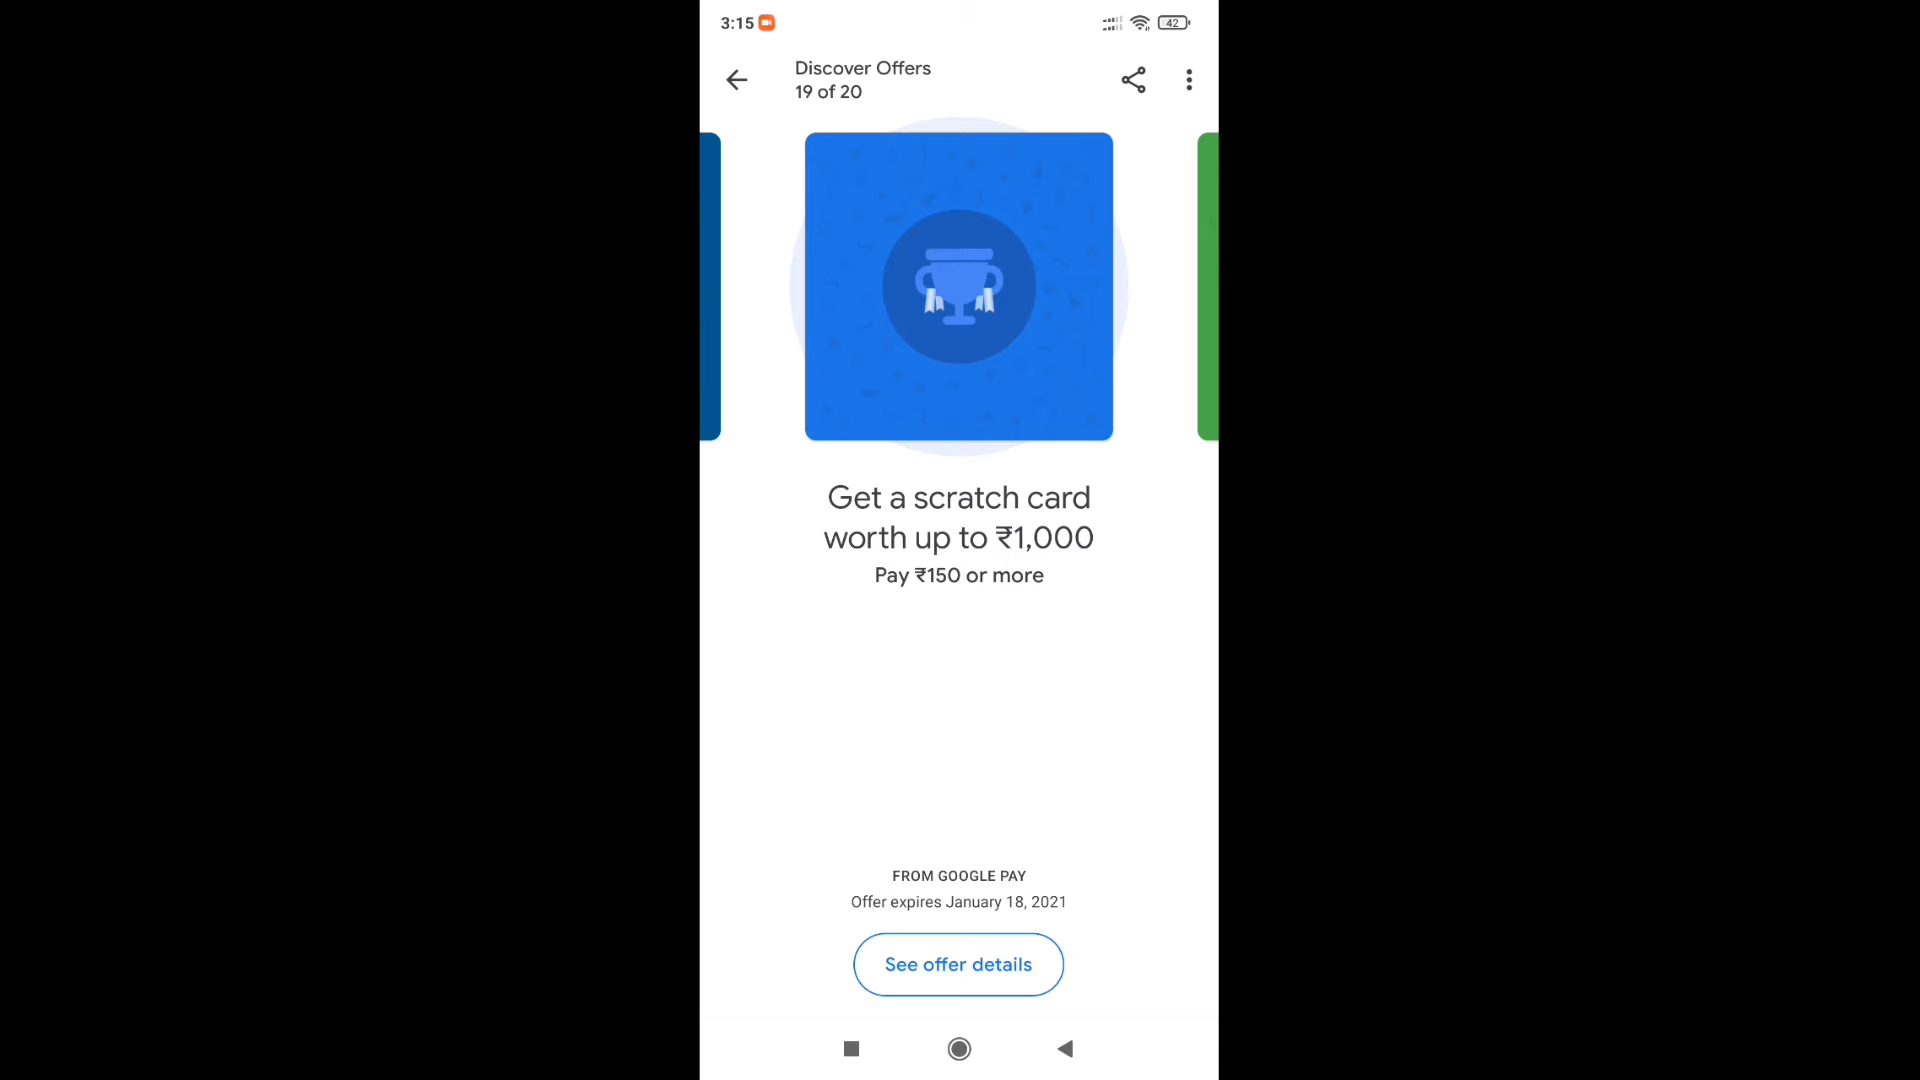 3:15
42
Discover Offers
19 of 20
Get a scratch card
worth up to ₹1,000
Pay ₹150 or more
FROM GOOGLE PAY
Offer expires January 18, 2021
See offer details